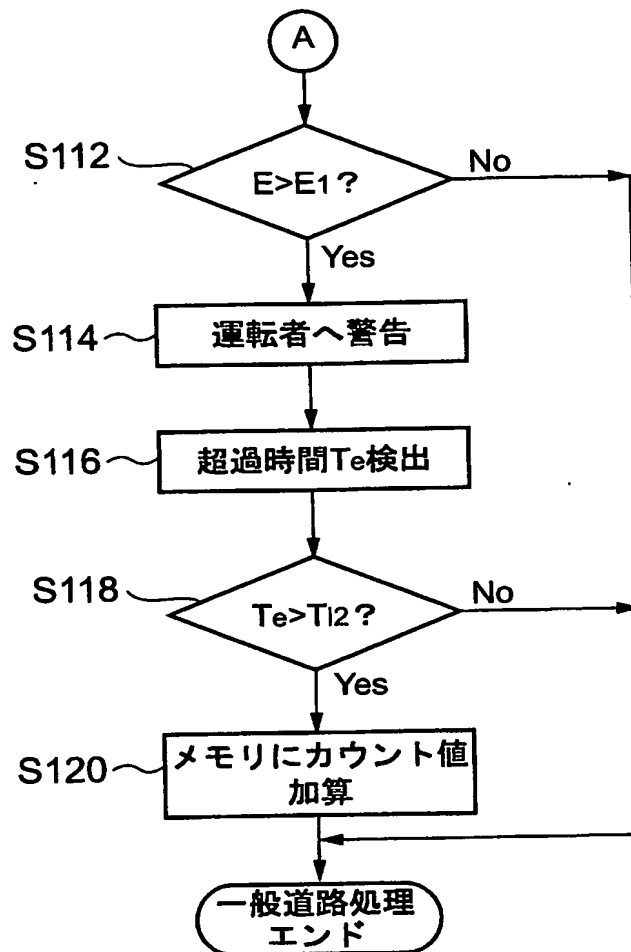 A
S112
E>E1?
No
Yes
S114
運転者へ警告
S116
超過時間Te検出
S118
Te>Tl2?
No
Yes
S120
メモリにカウント値
加算
一般道路処理
エンド